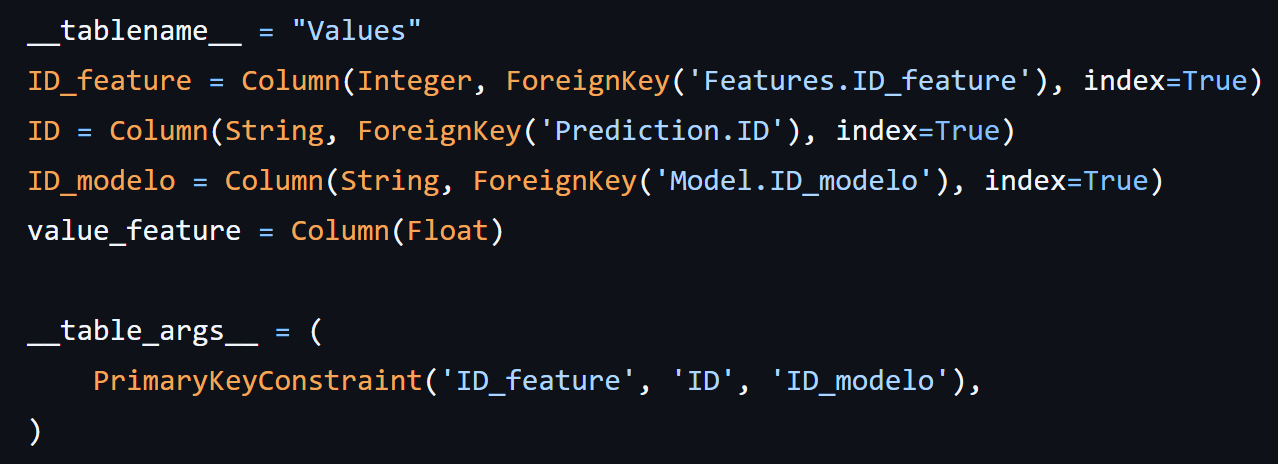 __tablename__ = "Values"
ID_feature = Column(Integer, ForeignKey('Features.ID_feature'), index=True)
ID = Column(String, ForeignKey('Prediction.ID'), index=True)
ID_modelo = Column(String, ForeignKey('Model.ID_modelo'), index=True)
value_feature = Column(Float)

__table_args__ = (
    PrimaryKeyConstraint('ID_feature', 'ID', 'ID_modelo'),
)